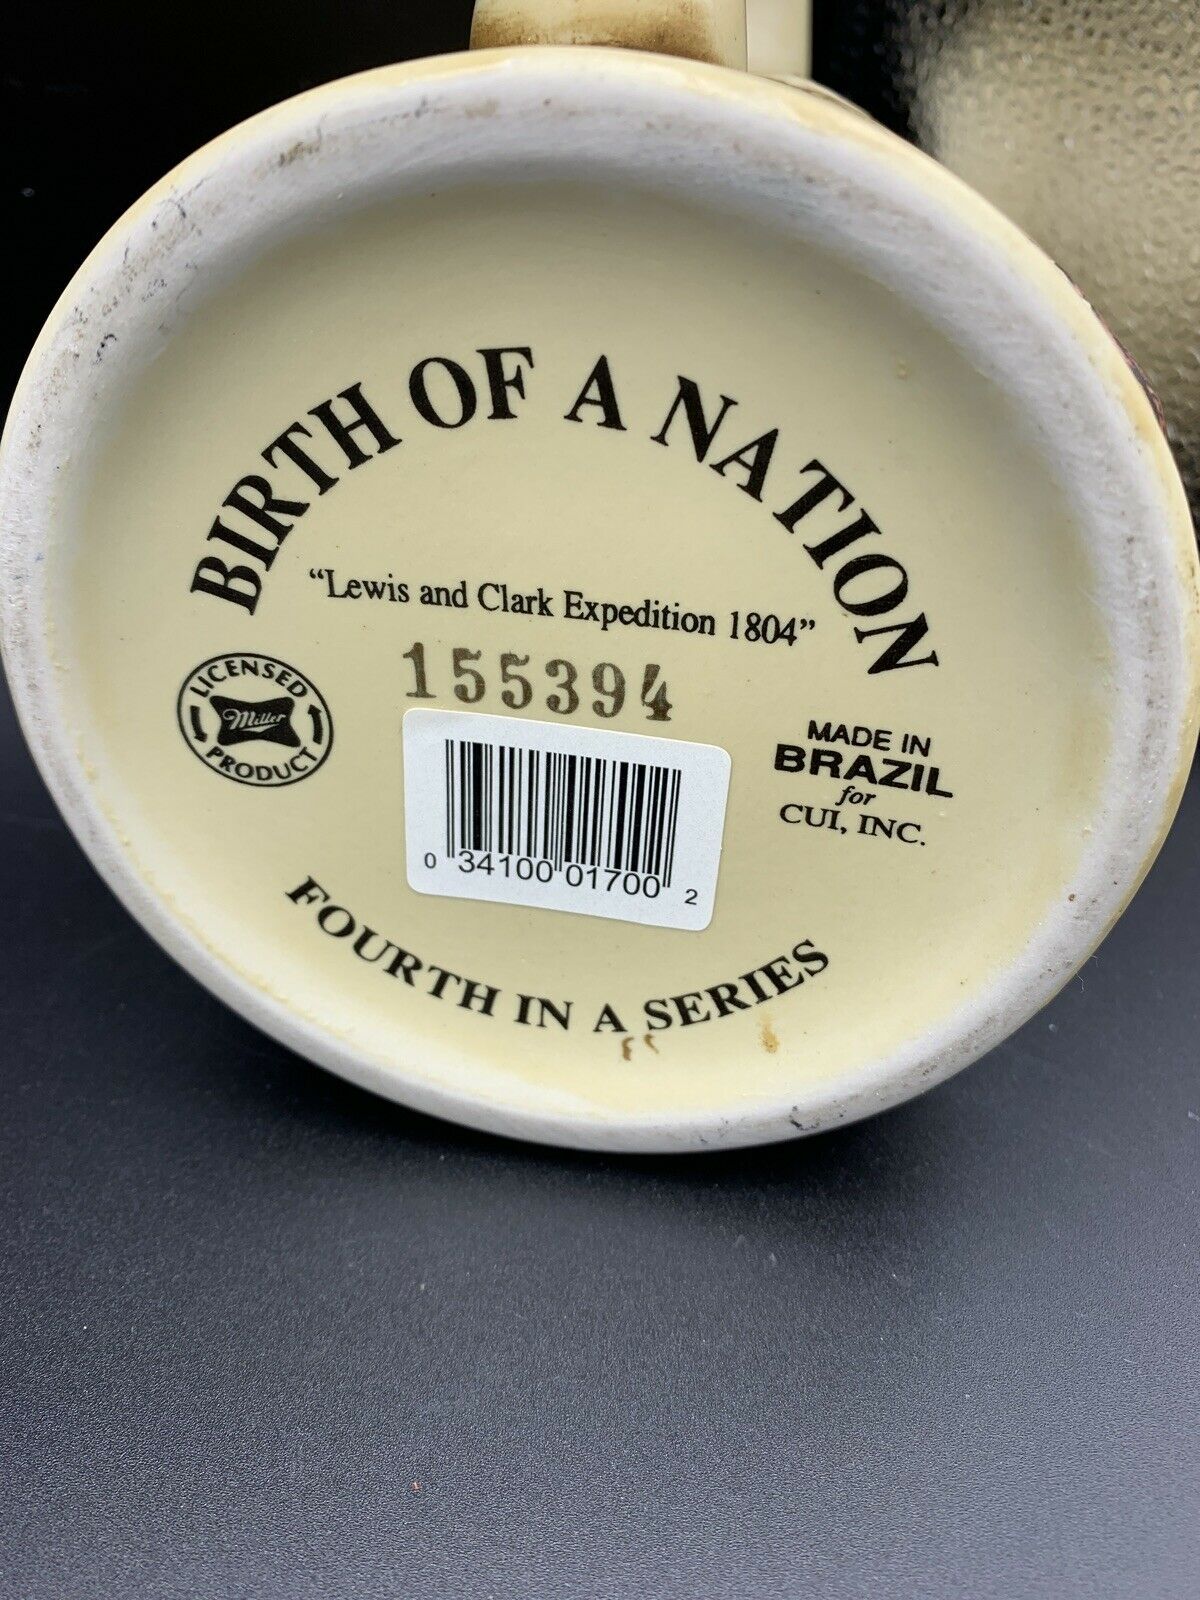 BIRTH OF A NATION
“Lewis and Clark Expedition 1804”
155394
LICENSED
Miller
PRODUCT
MADE IN
BRAZIL
for
CUI, INC.
0 34100 01700 2
FOURTH IN A SERIES